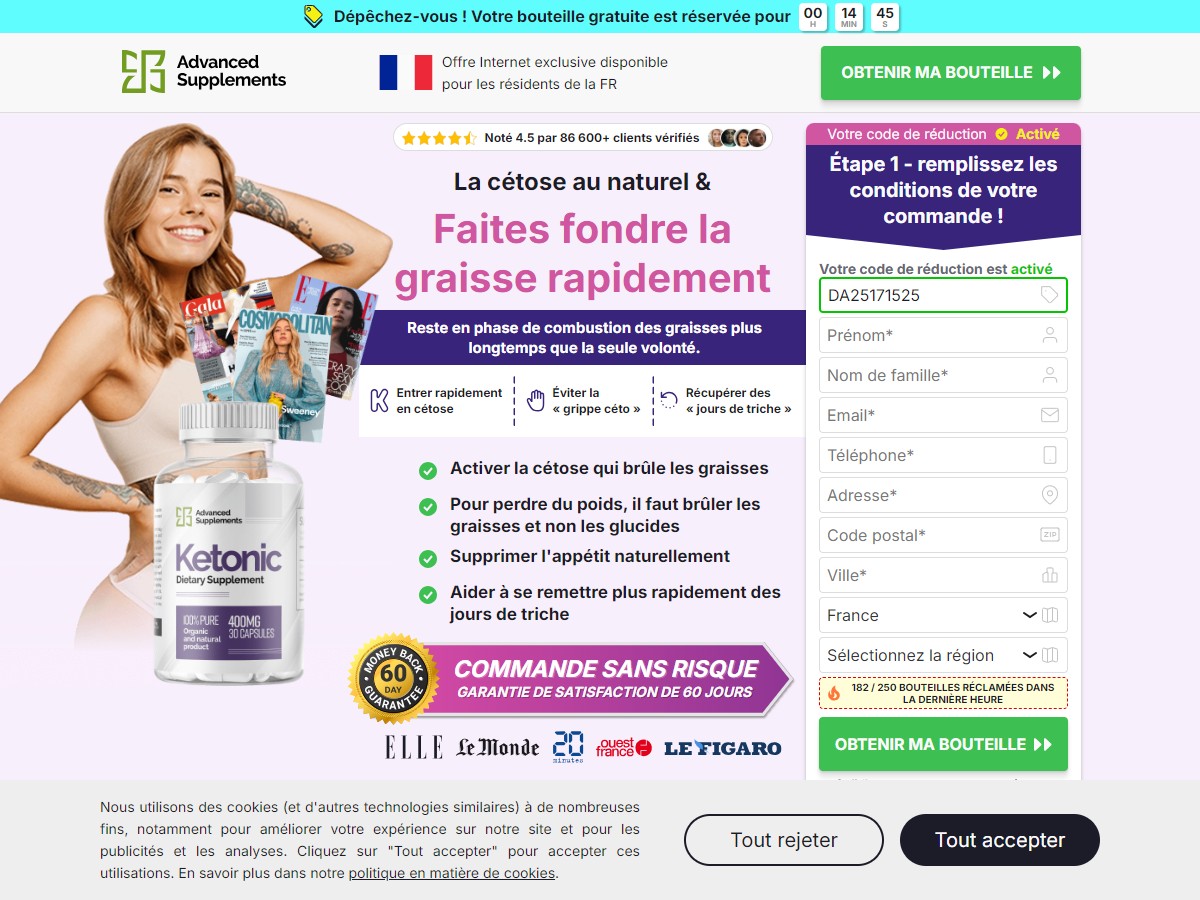 Dépêchez-vous ! Votre bouteille gratuite est réservée pour
00 14 45
H MIN S
Advanced
Supplements
Offre Internet exclusive disponible
pour les résidents de la FR
OBTENIR MA BOUTEILLE
Noté 4.5 par 86 600+ clients vérifiés
La cétose au naturel &
Faites fondre la
graisse rapidement
Reste en phase de combustion des graisses plus
longtemps que la seule volonté.
Entrer rapidement
en cétose
Éviter la
« grippe céto »
Récupérer des
« jours de triche »
Activer la cétose qui brûle les graisses
Pour perdre du poids, il faut brûler les
graisses et non les glucides
Supprimer l'appétit naturellement
Aider à se remettre plus rapidement des
jours de triche
Gala
COSMOPOLITAN
Sweeney
Advanced
Supplements
Ketonic
Dietary Supplement
100% PURE
Organic
and natural
product
400MG
30 CAPSULES
MONEY BACK
60
DAY
GUARANTEE
COMMANDE SANS RISQUE
GARANTIE DE SATISFACTION DE 60 JOURS
ELLE
Le Monde
20
minutes
ouest
france
LE FIGARO
Votre code de réduction Activé
Étape 1 - remplissez les
conditions de votre
commande !
Votre code de réduction est activé
DA25171525
Prénom*
Nom de famille*
Email*
Téléphone*
Adresse*
Code postal*
ZIP
Ville*
France
Sélectionnez la région
182 / 250 BOUTEILLES RÉCLAMÉES DANS
LA DERNIÈRE HEURE
OBTENIR MA BOUTEILLE
Nous utilisons des cookies (et d'autres technologies similaires) à de nombreuses
fins, notamment pour améliorer votre expérience sur notre site et pour les
publicités et les analyses. Cliquez sur "Tout accepter" pour accepter ces
utilisations. En savoir plus dans notre politique en matière de cookies.
Tout rejeter
Tout accepter